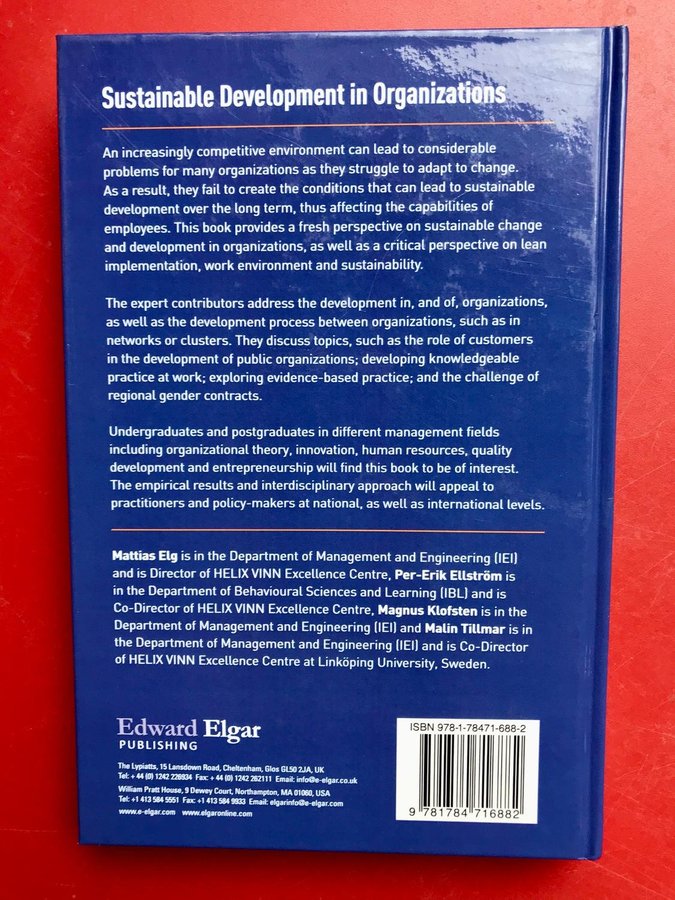 Sustainable Development in Organizations
An increasingly competitive environment can lead to considerable
problems for many organizations as they struggle to adapt to change.
As a result, they fail to create the conditions that can lead to sustainable
development over the long term, thus affecting the capabilities of
employees. This book provides a fresh perspective on sustainable change
and development in organizations, as well as a critical perspective on lean
implementation, work environment and sustainability.
The expert contributors address the development in, and of, organizations,
as well as the development process between organizations, such as in
networks or clusters. They discuss topics, such as the role of customers
in the development of public organizations; developing knowledgeable
practice at work; exploring evidence-based practice; and the challenge of
regional gender contracts.
Undergraduates and postgraduates in different management fields
including organizational theory, innovation, human resources, quality
development and entrepreneurship will find this book to be of interest.
The empirical results and interdisciplinary approach will appeal to
practitioners and policy-makers at national, as well as international levels.
Mattias Elg is in the Department of Management and Engineering (IEI)
and is Director of HELIX VINN Excellence Centre, Per-Erik Ellström is
in the Department of Behavioural Sciences and Learning (IBL) and is
Co-Director of HELIX VINN Excellence Centre, Magnus Klofsten is in the
Department of Management and Engineering (IEI) and Malin Tillmar is in
the Department of Management and Engineering (IEI) and is Co-Director
of HELIX VINN Excellence Centre at Linköping University, Sweden.
Edward Elgar
PUBLISHING
The Lypiatts, 15 Lansdown Road, Cheltenham, Glos GL50 2JA, UK
Tel: + 44 (0) 1242 226934 Fax: + 44 (0) 1242 262111 Email: info@e-elgar.co.uk
William Pratt House, 9 Dewey Court, Northampton, MA 01060, USA
Tel: +1 413 584 5551 Fax: +1 413 584 9933 Email: elgarinfo@e-elgar.com
www.e-elgar.com www.elgaronline.com
ISBN 978-1-78471-688-2
9 781784 716882